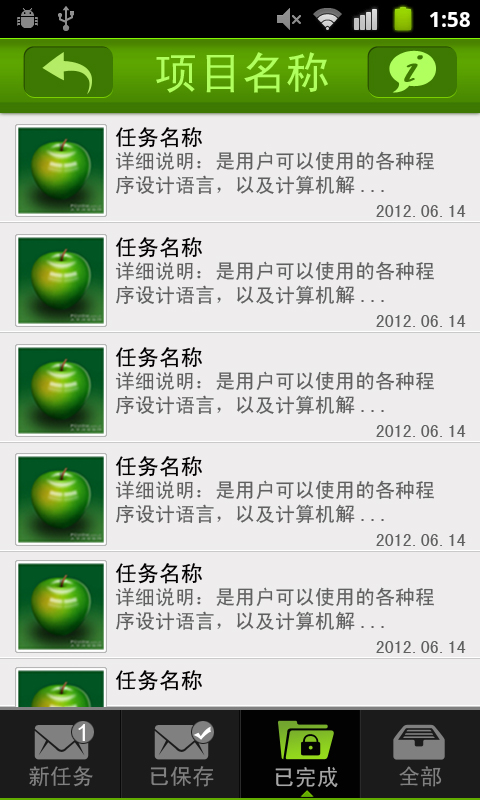 1:58
项目名称
任务名称
详细说明：是用户可以使用的各种程
序设计语言，以及计算机解...
2012.06.14
任务名称
详细说明：是用户可以使用的各种程
序设计语言，以及计算机解...
2012.06.14
任务名称
详细说明：是用户可以使用的各种程
序设计语言，以及计算机解...
2012.06.14
任务名称
详细说明：是用户可以使用的各种程
序设计语言，以及计算机解...
2012.06.14
任务名称
详细说明：是用户可以使用的各种程
序设计语言，以及计算机解...
2012.06.14
任务名称
1
新任务 已保存 已完成 全部